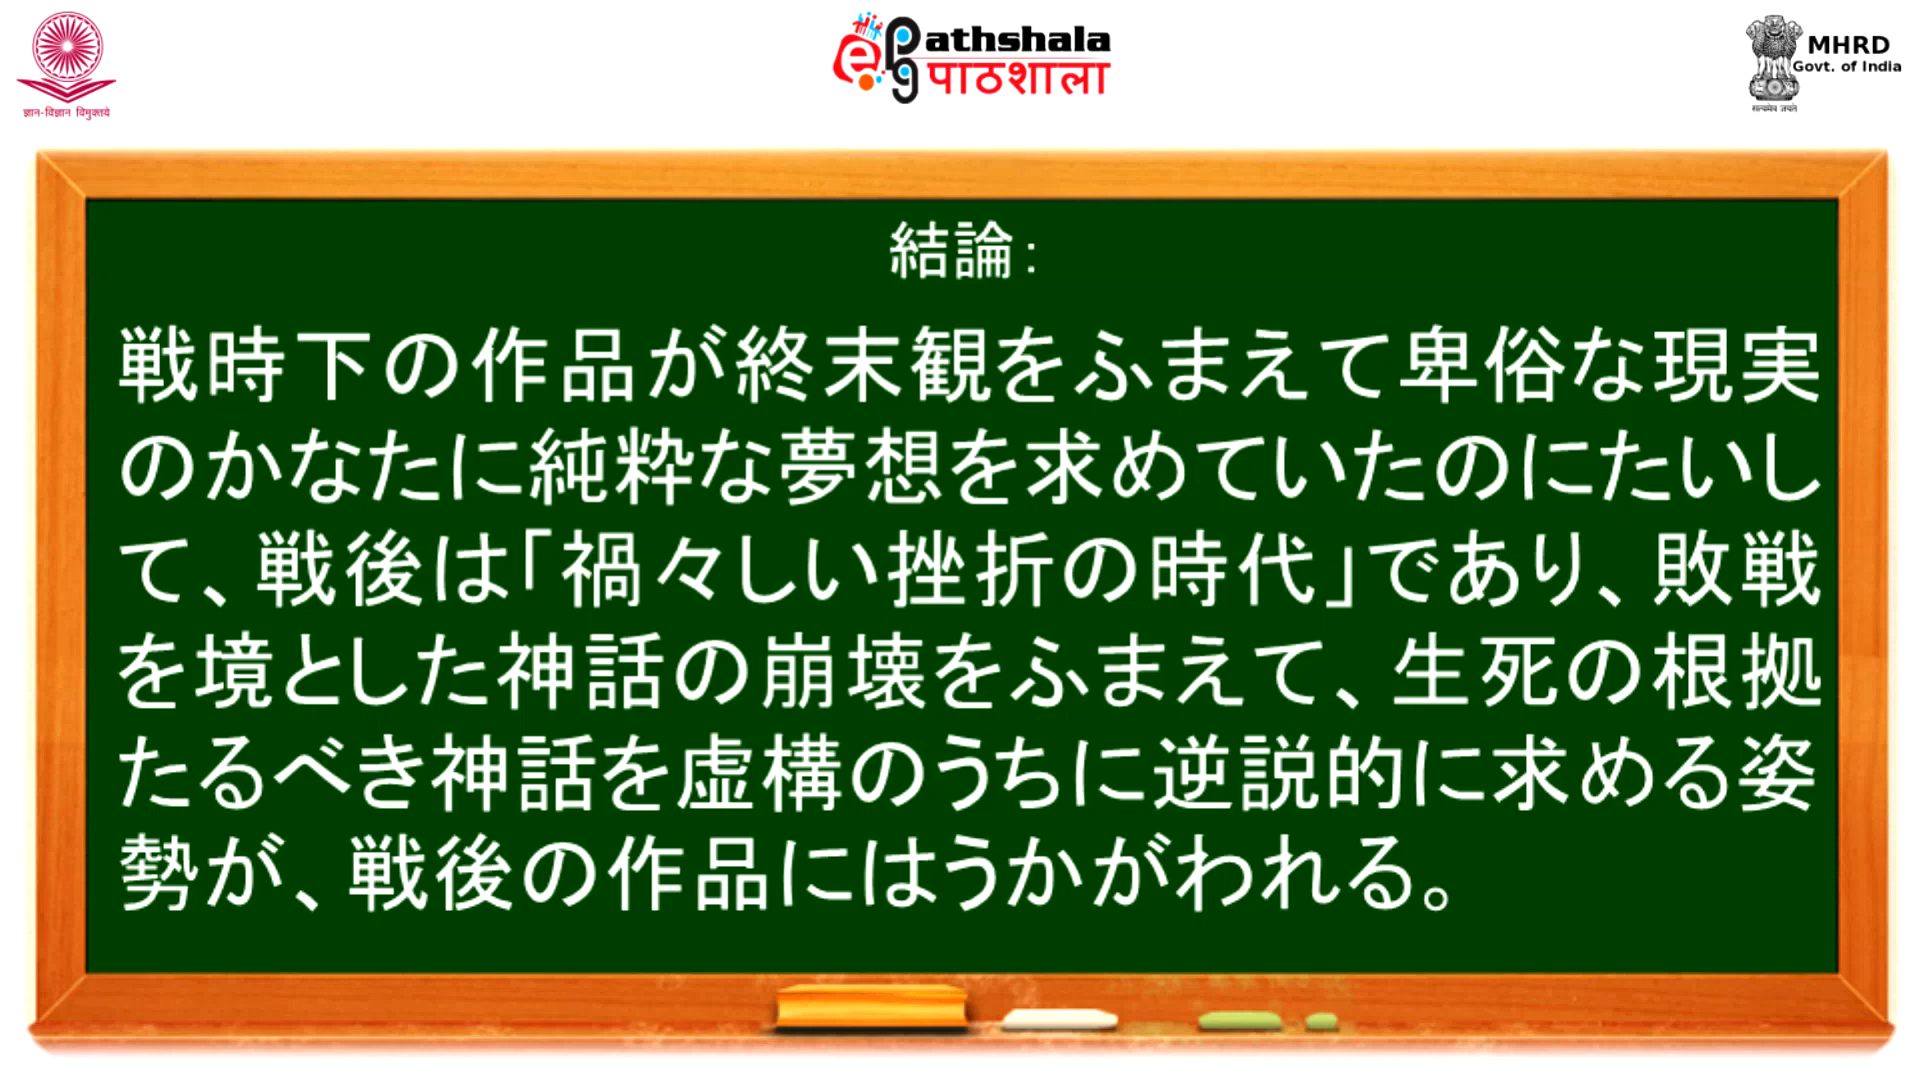 ज्ञान-विज्ञान विमुक्तये
ePG athshala
पाठशाला
MHRD
Govt. of India
सत्यमेव जयते
結論：
戦時下の作品が終末観をふまえて卑俗な現実
のかなたに純粋な夢想を求めていたのにたいし
て、戦後は「禍々しい挫折の時代」であり、敗戦
を境とした神話の崩壊をふまえて、生死の根拠
たるべき神話を虚構のうちに逆説的に求める姿
勢が、戦後の作品にはうかがわれる。